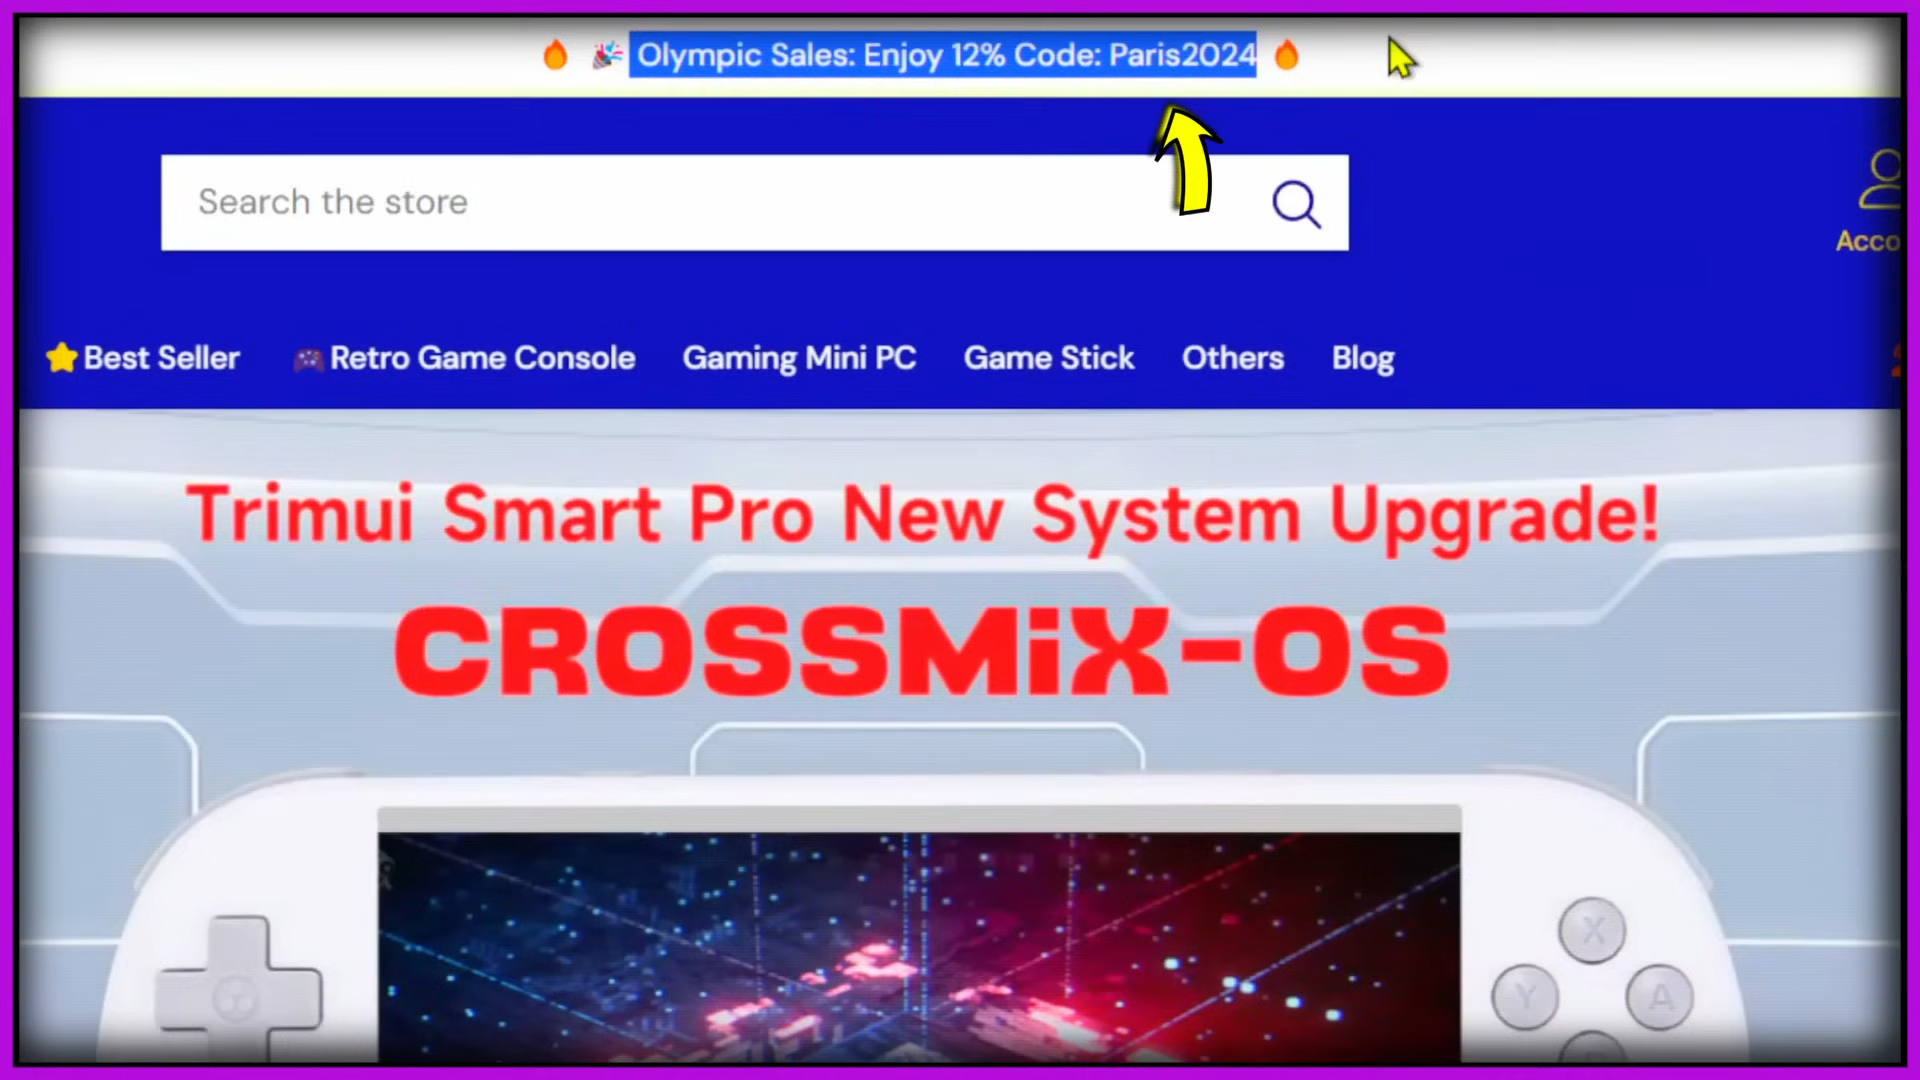 🔥 🎉 Olympic Sales: Enjoy 12% Code: Paris2024 🔥
Search the store
Acco
⭐Best Seller 🎮Retro Game Console Gaming Mini PC Game Stick Others Blog
Trimui Smart Pro New System Upgrade!
CROSSMiX-OS
X
Y A